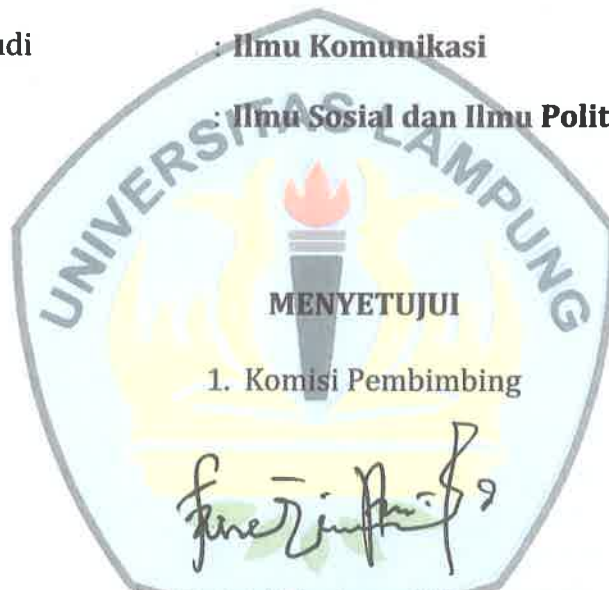 udi : Ilmu Komunikasi
: Ilmu Sosial dan Ilmu Polit
UNIVERSITAS LAMPUNG
MENYETUJUI
1. Komisi Pembimbing